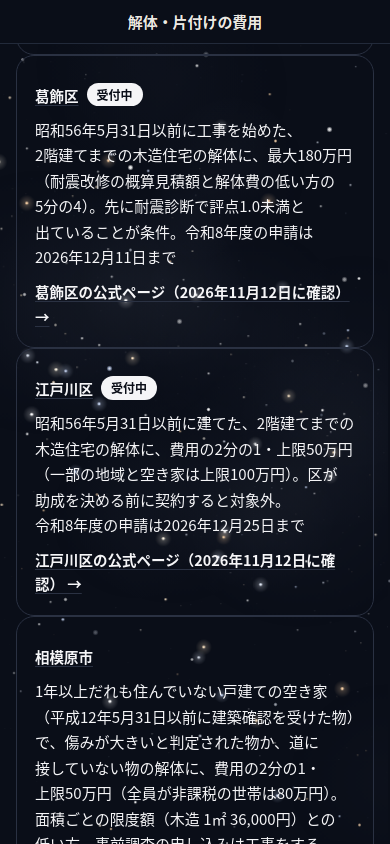 解体・片付けの費用
葛飾区 受付中
昭和56年5月31日以前に工事を始めた、
2階建てまでの木造住宅の解体に、最大180万円
（耐震改修の概算見積額と解体費の低い方の
5分の4）。先に耐震診断で評点1.0未満と
出ていることが条件。令和8年度の申請は
2026年12月11日まで
葛飾区の公式ページ（2026年11月12日に確認）
→
江戸川区 受付中
昭和56年5月31日以前に建てた、2階建てまでの
木造住宅の解体に、費用の2分の1・上限50万円
（一部の地域と空き家は上限100万円）。区が
助成を決める前に契約すると対象外。
令和8年度の申請は2026年12月25日まで
江戸川区の公式ページ（2026年11月12日に確
認） →
相模原市
1年以上だれも住んでいない戸建ての空き家
（平成12年5月31日以前に建築確認を受けた物）
で、傷みが大きいと判定された物か、道に
接していない物の解体に、費用の2分の1・
上限50万円（全員が非課税の世帯は80万円）。
面積ごとの限度額（木造 1㎡ 36,000円）との
低い方。事前調査の申し込みは工事をする